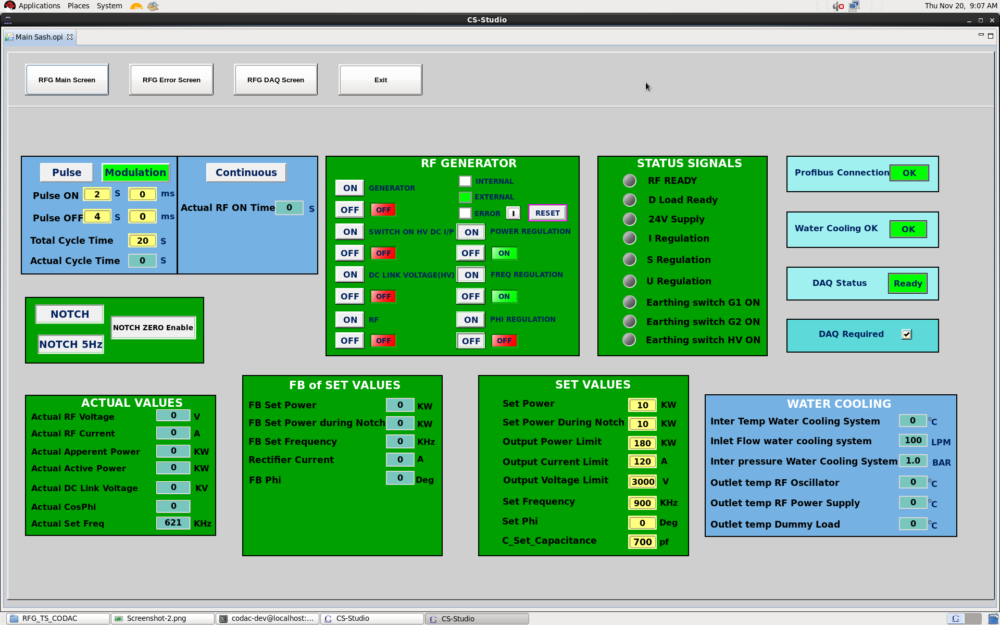 Applications Places System
Thu Nov 20, 9:07 AM
CS-Studio
Main Sash.opi
RFG Main Screen
RFG Error Screen
RFG DAQ Screen
Exit
Pulse
Modulation
Pulse ON 2 S 0 ms
Pulse OFF 4 S 0 ms
Total Cycle Time 20 S
Actual Cycle Time 0 S
Continuous
Actual RF ON Time 0 S
NOTCH
NOTCH ZERO Enable
NOTCH 5Hz
RF GENERATOR
ON GENERATOR
OFF OFF
INTERNAL
EXTERNAL
ERROR I RESET
ON SWITCH ON HV DC I/P
OFF OFF
ON POWER REGULATION
OFF ON
ON DC LINK VOLTAGE(HV)
OFF OFF
ON FREQ REGULATION
OFF ON
ON RF
OFF OFF
ON PHI REGULATION
OFF OFF
STATUS SIGNALS
RF READY
D Load Ready
24V Supply
I Regulation
S Regulation
U Regulation
Earthing switch G1 ON
Earthing switch G2 ON
Earthing switch HV ON
Profibus Connection OK
Water Cooling OK OK
DAQ Status Ready
DAQ Required
ACTUAL VALUES
Actual RF Voltage 0 V
Actual RF Current 0 A
Actual Apperent Power 0 KW
Actual Active Power 0 KW
Actual DC Link Voltage 0 KV
Actual CosPhi 0
Actual Set Freq 621 KHz
FB of SET VALUES
FB Set Power 0 KW
FB Set Power during Notch 0 KW
FB Set Frequency 0 KHz
Rectifier Current 0 A
FB Phi 0 Deg
SET VALUES
Set Power 10 KW
Set Power During Notch 10 KW
Output Power Limit 180 KW
Output Current Limit 120 A
Output Voltage Limit 3000 V
Set Frequency 900 KHz
Set Phi 0 Deg
C_Set_Capacitance 700 pf
WATER COOLING
Inter Temp Water Cooling System 0 °C
Inlet Flow water cooling system 100 LPM
Inter pressure Water Cooling System 1.0 BAR
Outlet temp RF Oscillator 0 °C
Outlet temp RF Power Supply 0 °C
Outlet temp Dummy Load 0 °C
RFG_TS_CODAC
Screenshot-2.png
codac-dev@localhost:...
CS-Studio
CS-Studio